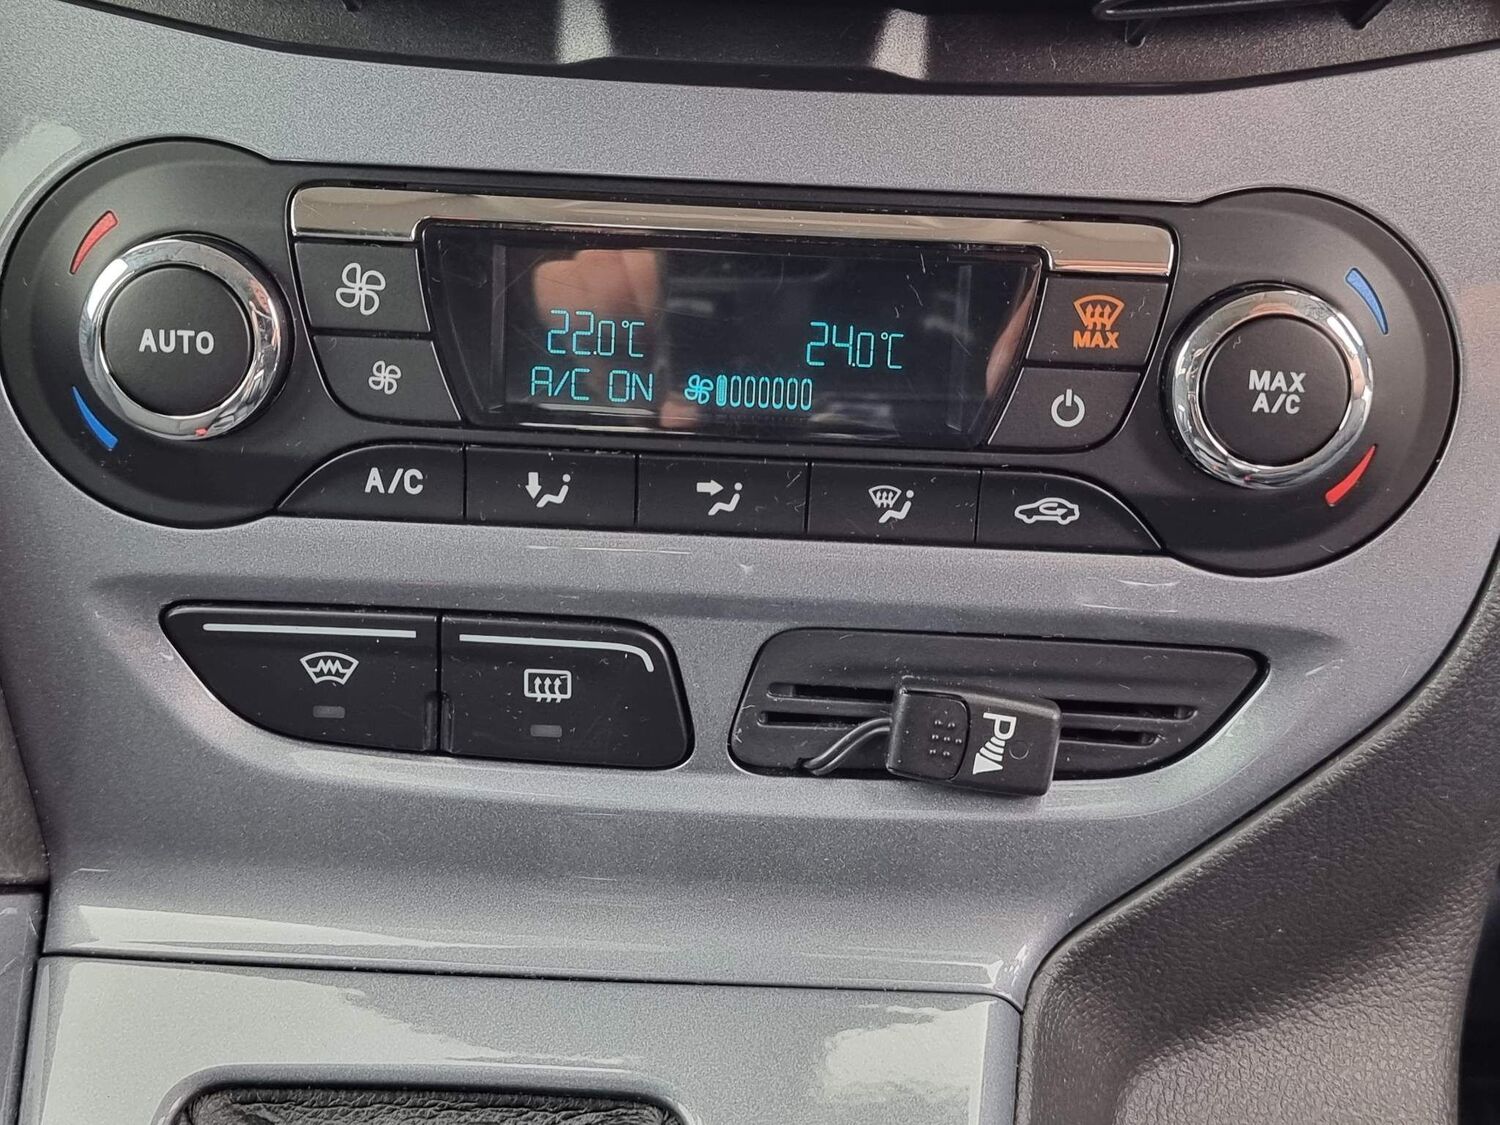 AUTO
22.0°C
24.0°C
A/C ON
MAX
MAX
A/C
A/C
P